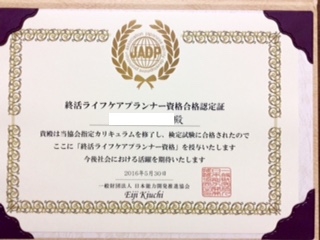 JADP
終活ライフケアプランナー資格合格認定証
殿
貴殿は当協会指定カリキュラムを修了し、検定試験に合格されたので
ここに「終活ライフケアプランナー資格」を授与いたします
今後社会における活躍を期待いたします
2016年5月30日
一般財団法人 日本能力開発推進協会
Eiji Kiuchi